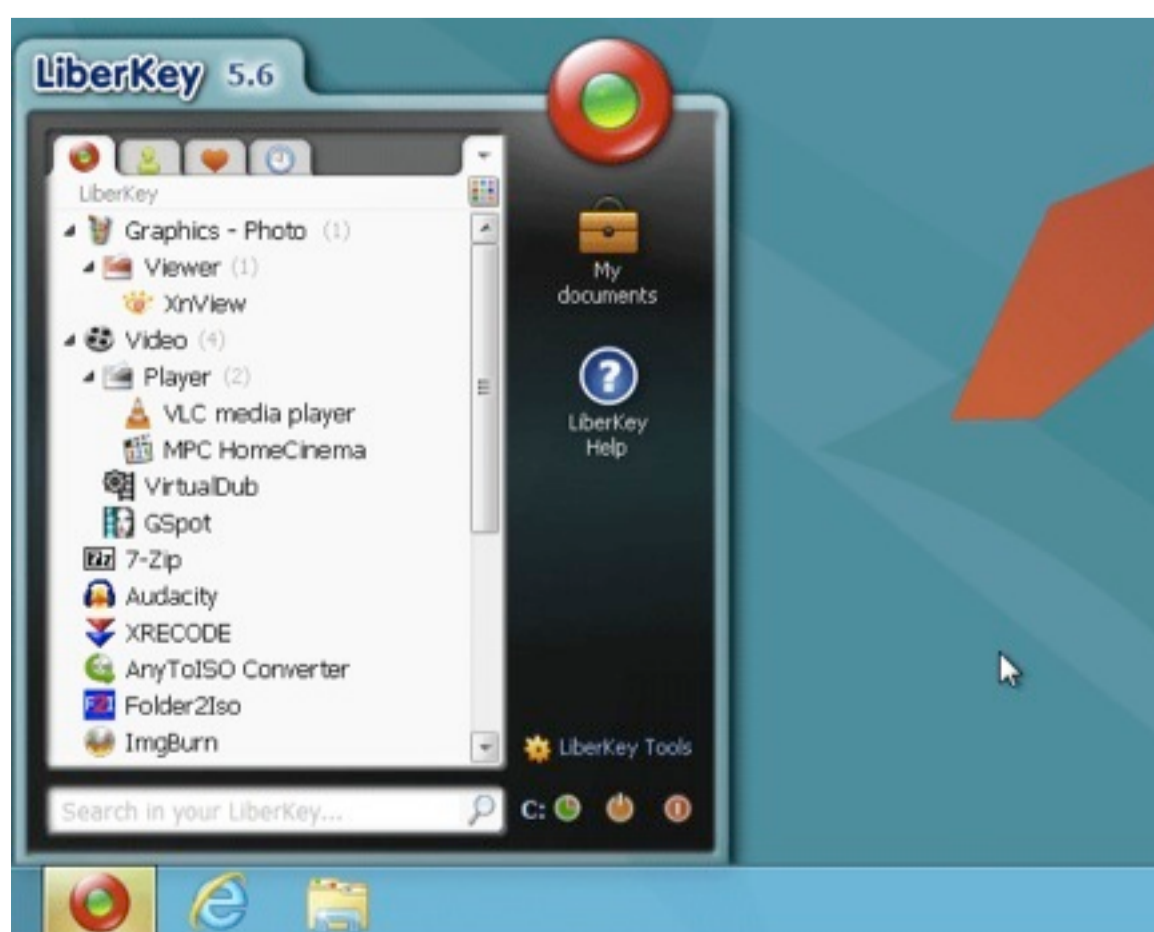 LiberKey 5.6
LiberKey
Graphics - Photo (1)
Viewer (1)
XnView
Video (4)
Player (2)
VLC media player
MPC HomeCinema
VirtualDub
GSpot
7-Zip
Audacity
XRECODE
AnyToISO Converter
Folder2Iso
ImgBurn
Search in your LiberKey...
My
documents
LiberKey
Help
LiberKey Tools
C: